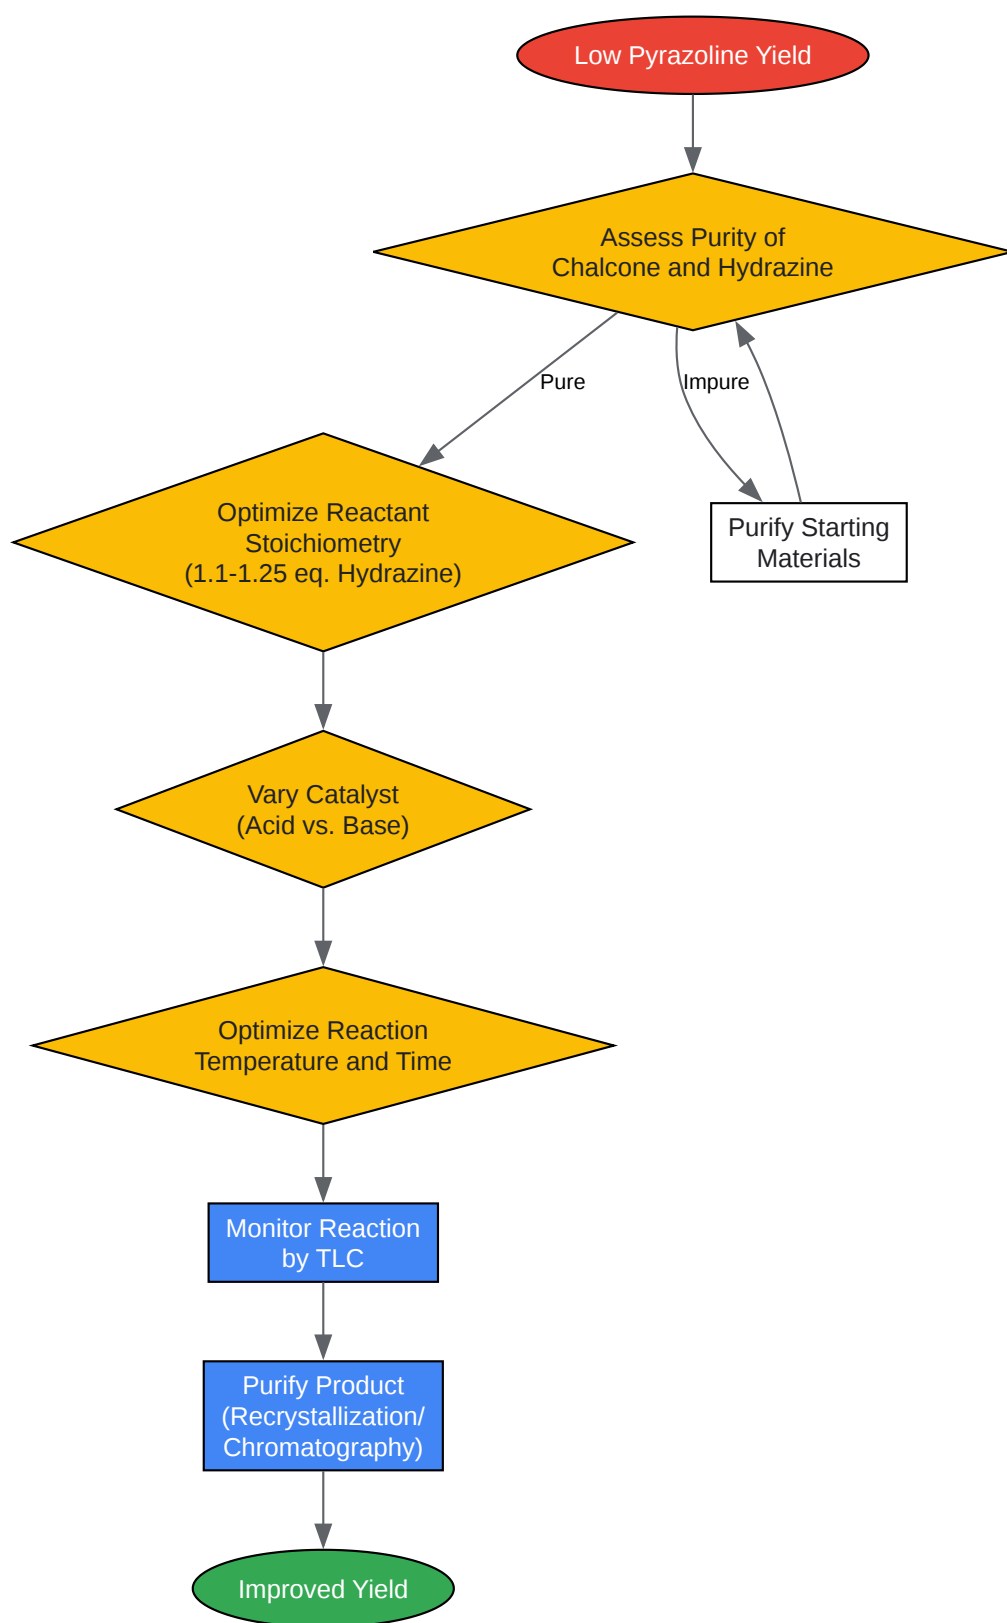 Low Pyrazoline Yield
Assess Purity of
Chalcone and Hydrazine
Pure
Impure
Optimize Reactant
Stoichiometry
(1.1-1.25 eq. Hydrazine)
Purify Starting
Materials
Vary Catalyst
(Acid vs. Base)
Optimize Reaction
Temperature and Time
Monitor Reaction
by TLC
Purify Product
(Recrystallization/
Chromatography)
Improved Yield